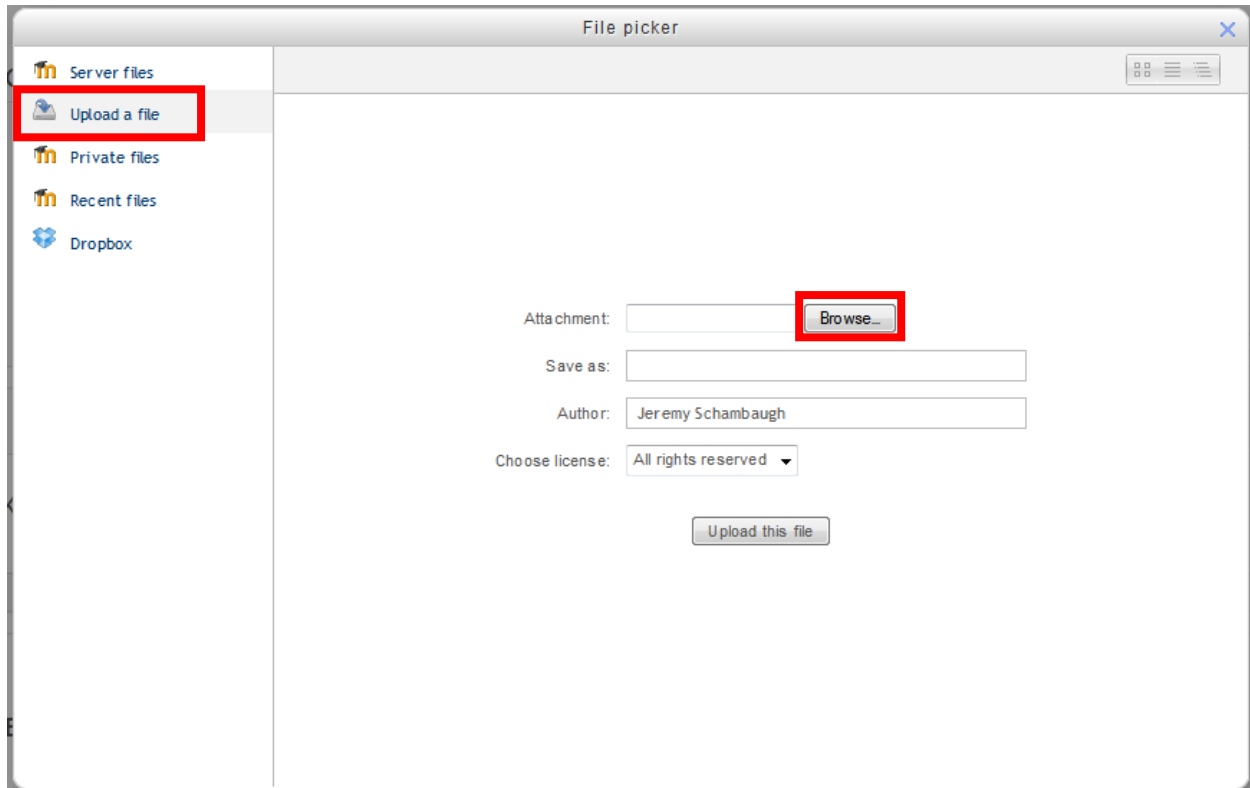 File picker
Server files
Upload a file
Private files
Recent files
Dropbox
Attachment: Browse...
Save as:
Author: Jeremy Schambaugh
Choose license: All rights reserved
Upload this file